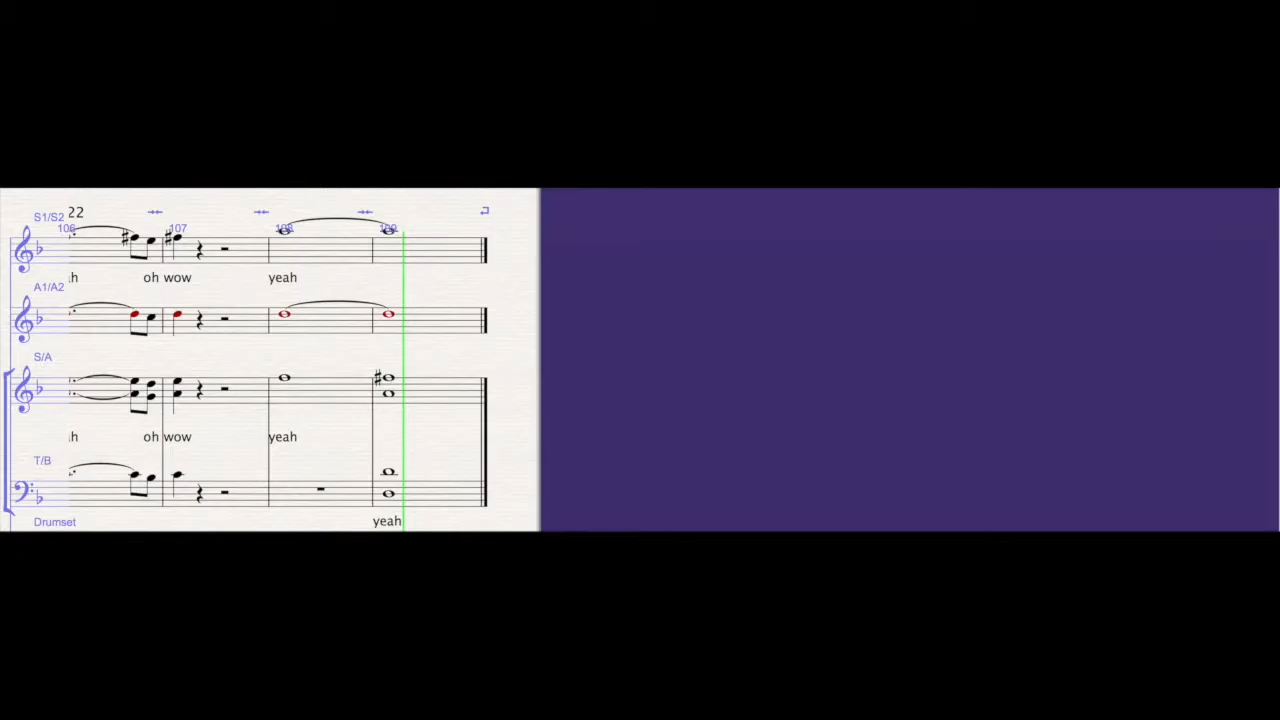 22
S1/S2
106 107 108 109
oh wow yeah
A1/A2
S/A
oh wow yeah
T/B
Drumset yeah